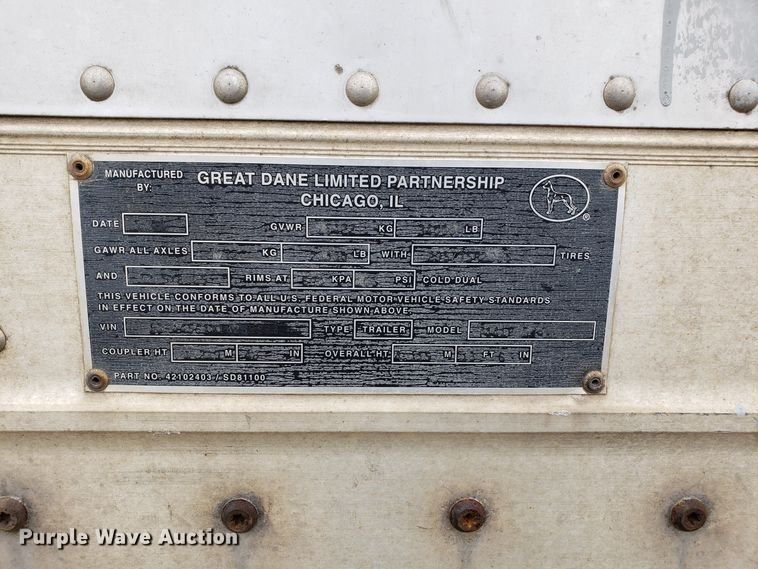 MANUFACTURED BY: GREAT DANE LIMITED PARTNERSHIP
CHICAGO, IL
®
DATE GVWR KG LB
GAWR ALL AXLES KG LB WITH TIRES
AND RIMS AT KPA PSI COLD DUAL
THIS VEHICLE CONFORMS TO ALL U.S. FEDERAL MOTOR VEHICLE SAFETY STANDARDS
IN EFFECT ON THE DATE OF MANUFACTURE SHOWN ABOVE.
VIN TYPE TRAILER MODEL
COUPLER HT M IN OVERALL HT M FT IN
PART NO. 42102403 / SD81100
Purple Wave Auction